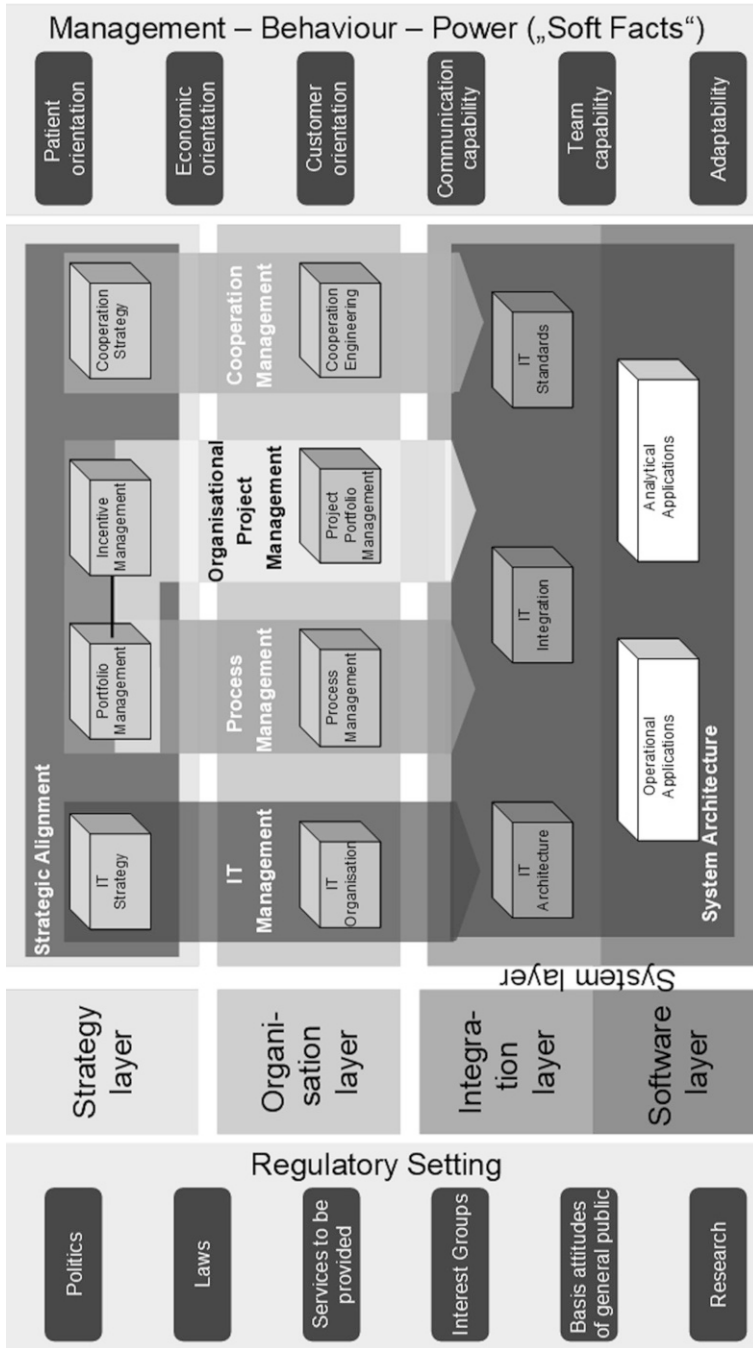 Regulatory Setting
Politics
Laws
Services to be
provided
Interest Groups
Basis attitudes
of general public
Research
Strategy
layer
Organi-
sation
layer
Integra-
tion
layer
Software
layer
System layer
Strategic Alignment
IT
Strategy
Portfolio
Management
Incentive
Management
Cooperation
Strategy
IT
Management
Process
Management
Organisational
Project
Management
Cooperation
Management
IT
Organisation
Process
Management
Project
Portfolio
Management
Cooperation
Engineering
IT
Architecture
IT
Integration
IT
Standards
Operational
Applications
Analytical
Applications
System Architecture
Management – Behaviour – Power („Soft Facts“)
Patient
orientation
Economic
orientation
Customer
orientation
Communication
capability
Team
capability
Adaptability